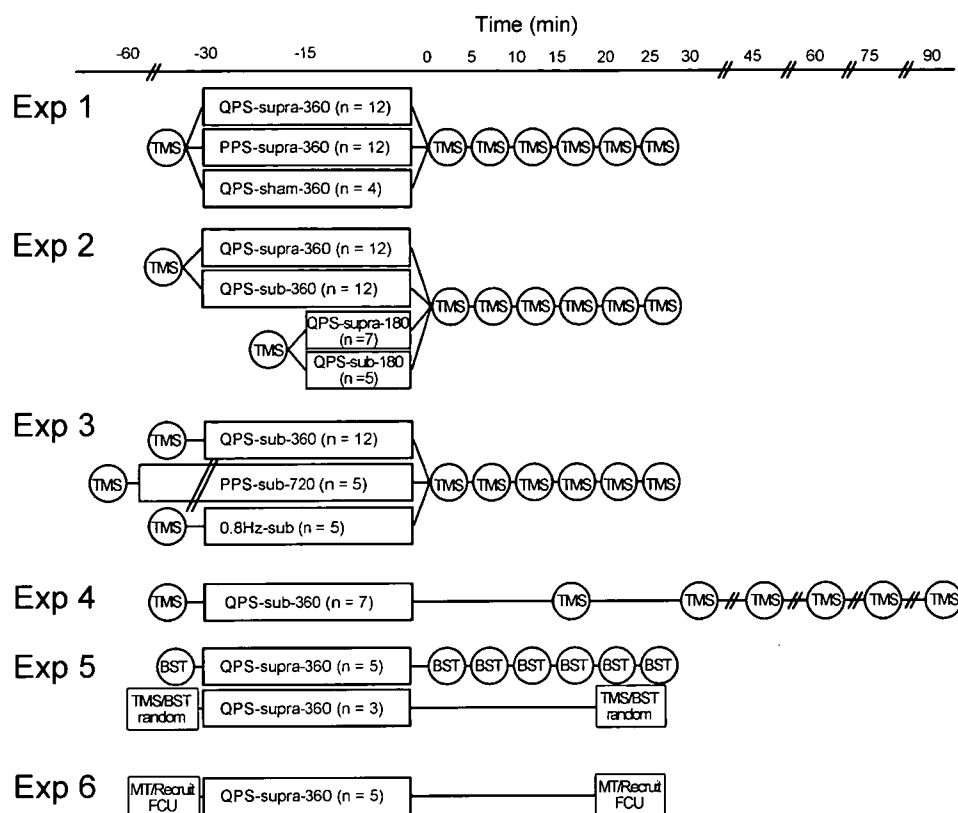 Time (min)
-60 -30 -15 0 5 10 15 20 25 30 45 60 75 90
Exp 1
QPS-supra-360 (n = 12)
TMS PPS-supra-360 (n = 12) TMS TMS TMS TMS TMS TMS
QPS-sham-360 (n = 4)
Exp 2
QPS-supra-360 (n = 12)
TMS
QPS-sub-360 (n = 12)
TMS TMS TMS TMS TMS TMS
QPS-supra-180
(n =7)
TMS
QPS-sub-180
(n =5)
Exp 3
TMS QPS-sub-360 (n = 12)
TMS PPS-sub-720 (n = 5) TMS TMS TMS TMS TMS TMS
TMS 0.8Hz-sub (n = 5)
Exp 4
TMS QPS-sub-360 (n = 7) TMS TMS TMS TMS TMS TMS
Exp 5
BST QPS-supra-360 (n = 5) BST BST BST BST BST BST
TMS/BST
random
QPS-supra-360 (n = 3)
TMS/BST
random
Exp 6
MT/Recruit
FCU
QPS-supra-360 (n = 5)
MT/Recruit
FCU